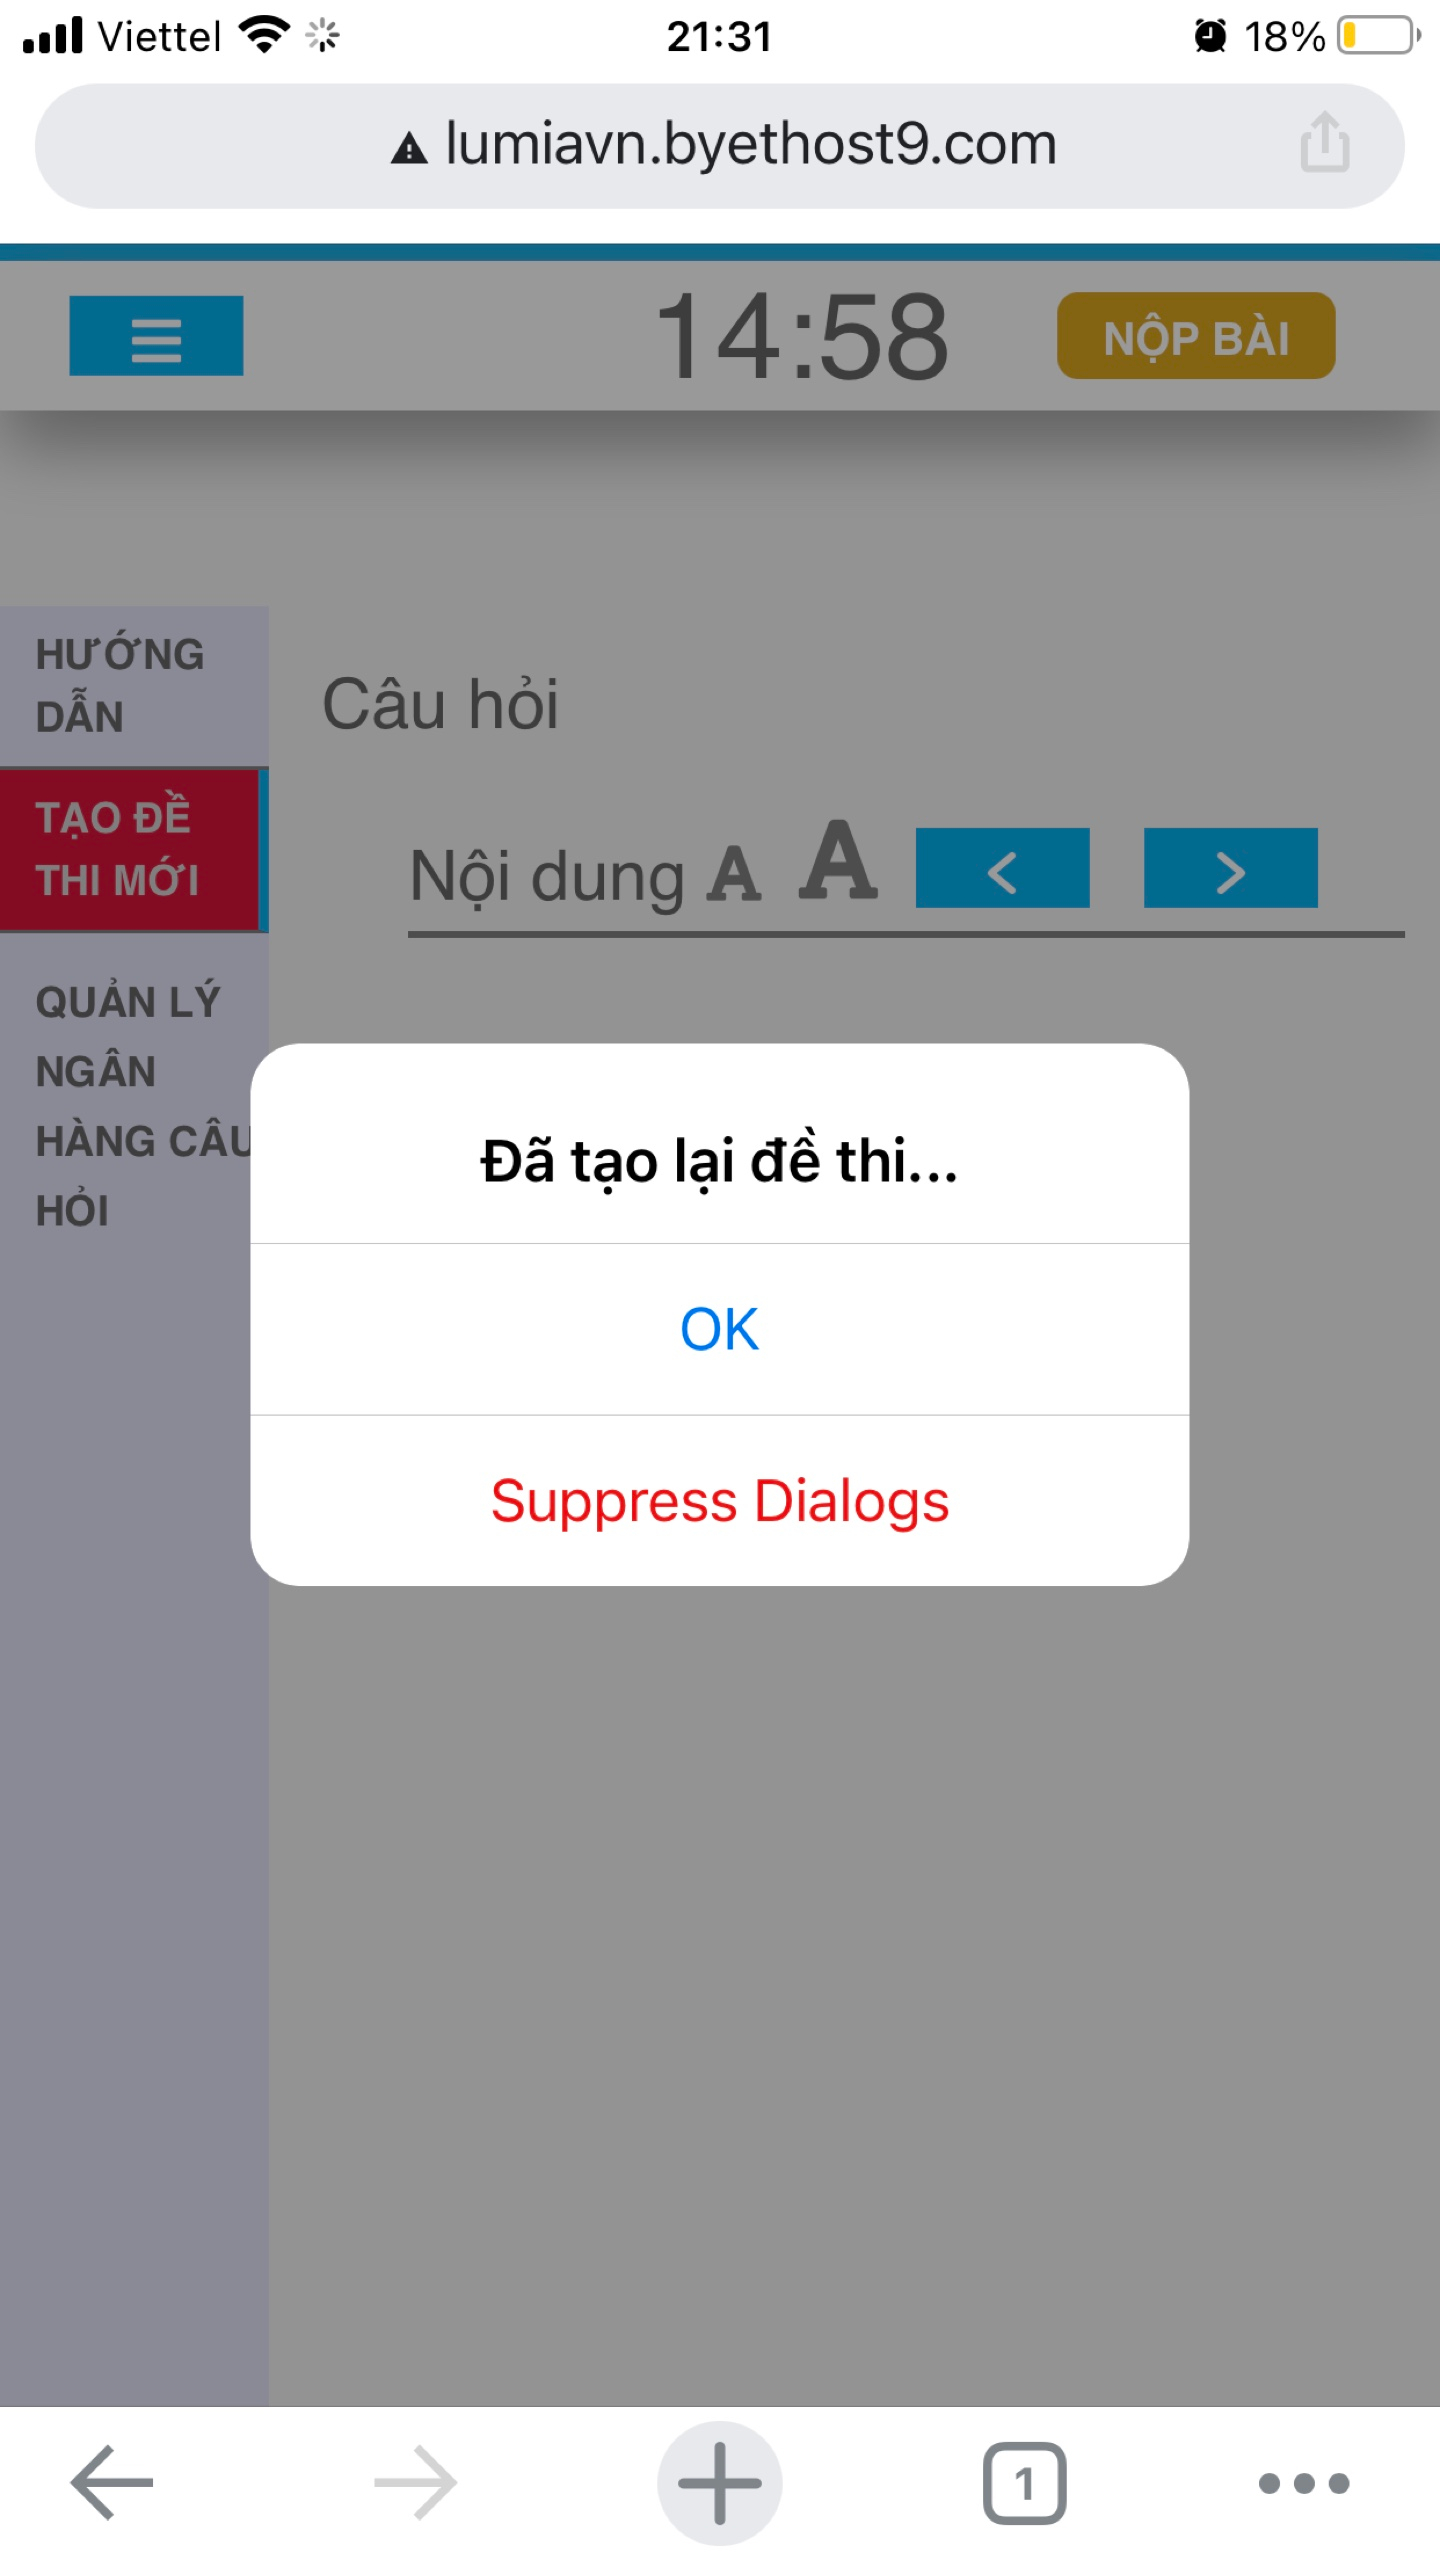 Viettel 21:31 18%
lumiavn.byethost9.com
14:58 NỘP BÀI
HƯỚNG
DẪN
TẠO ĐỀ
THI MỚI
QUẢN LÝ
NGÂN
HÀNG CÂU
HỎI
Câu hỏi
Nội dung A A < >
Đã tạo lại đề thi...
OK
Suppress Dialogs
1